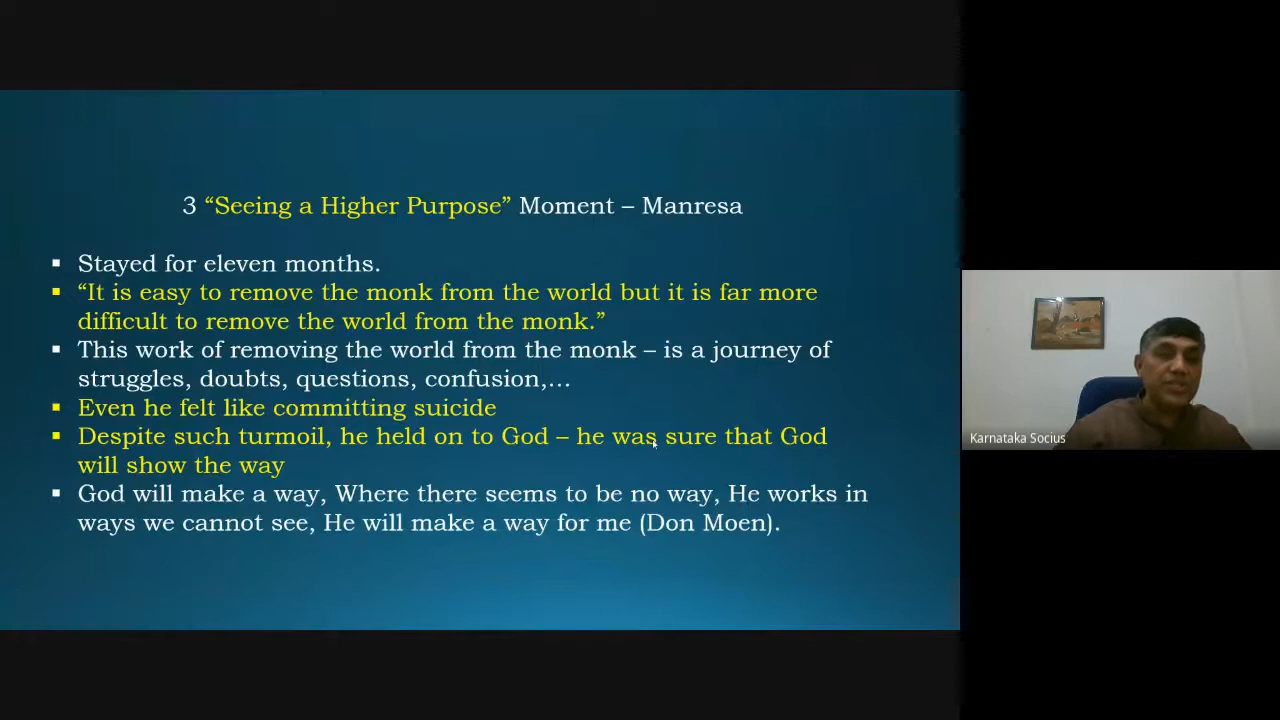 3 “Seeing a Higher Purpose” Moment – Manresa
▪ Stayed for eleven months.
▪ “It is easy to remove the monk from the world but it is far more
difficult to remove the world from the monk.”
▪ This work of removing the world from the monk – is a journey of
struggles, doubts, questions, confusion,…
▪ Even he felt like committing suicide
▪ Despite such turmoil, he held on to God – he was sure that God
will show the way
▪ God will make a way, Where there seems to be no way, He works in
ways we cannot see, He will make a way for me (Don Moen).
Karnataka Socius